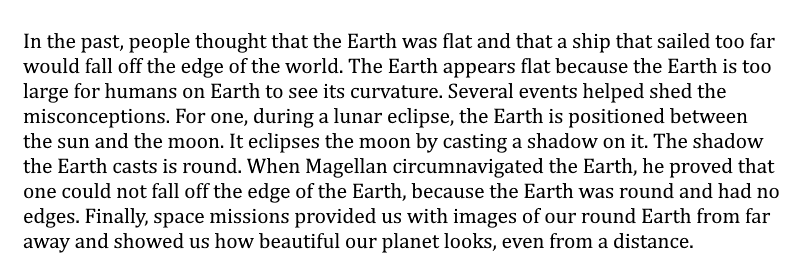 In the past, people thought that the Earth was flat and that a ship that sailed too far
would fall off the edge of the world. The Earth appears flat because the Earth is too
large for humans on Earth to see its curvature. Several events helped shed the
misconceptions. For one, during a lunar eclipse, the Earth is positioned between
the sun and the moon. It eclipses the moon by casting a shadow on it. The shadow
the Earth casts is round. When Magellan circumnavigated the Earth, he proved that
one could not fall off the edge of the Earth, because the Earth was round and had no
edges. Finally, space missions provided us with images of our round Earth from far
away and showed us how beautiful our planet looks, even from a distance.